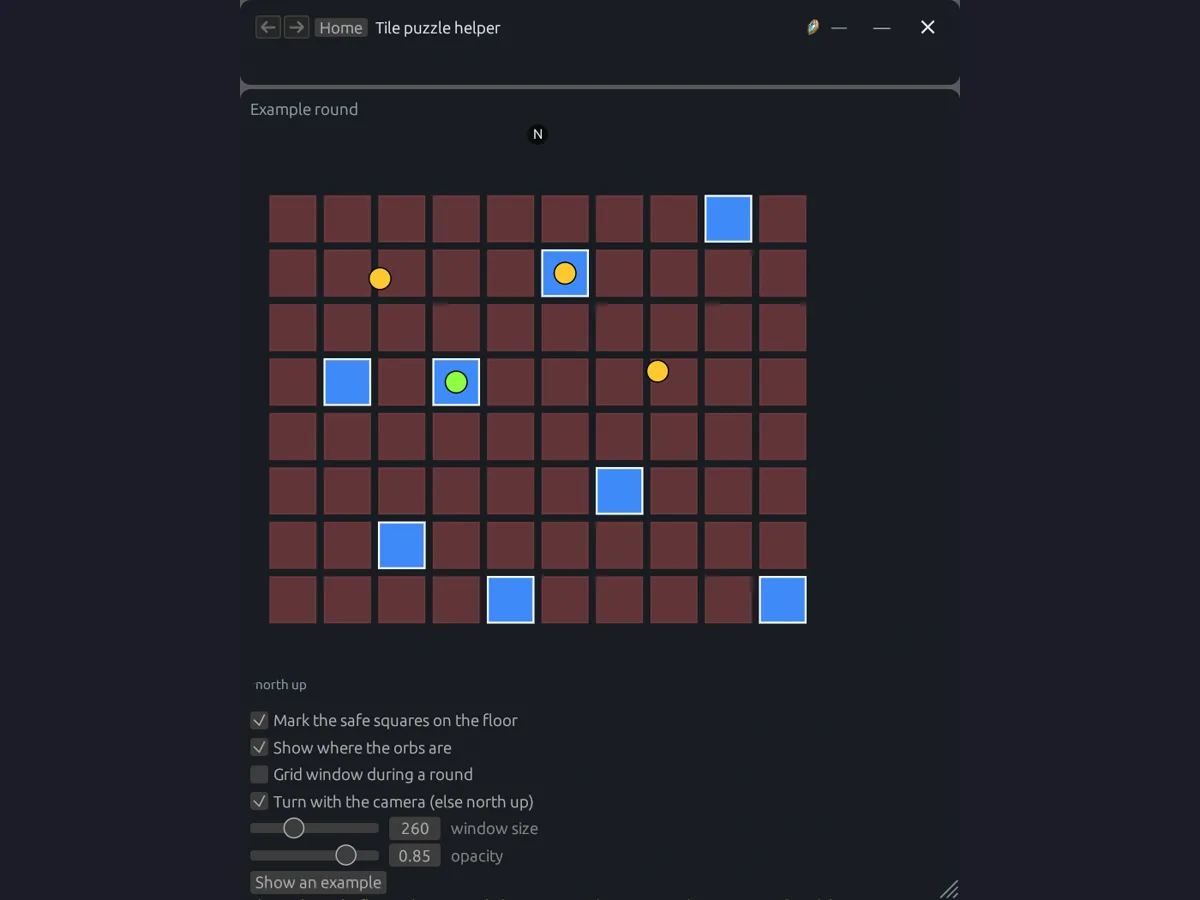 Home Tile puzzle helper
Example round
N
north up
Mark the safe squares on the floor
Show where the orbs are
Grid window during a round
Turn with the camera (else north up)
260 window size
0.85 opacity
Show an example